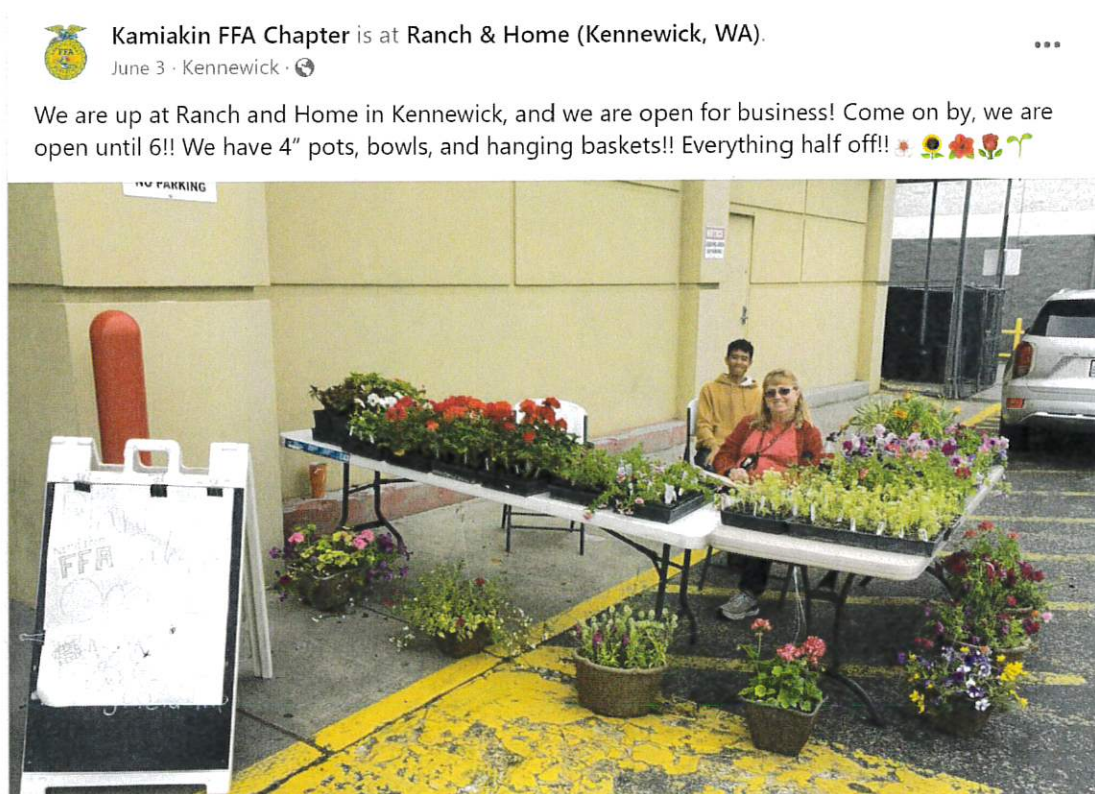 Kamiakin FFA Chapter is at Ranch & Home (Kennewick, WA).
June 3 · Kennewick ·
We are up at Ranch and Home in Kennewick, and we are open for business! Come on by, we are
open until 6!! We have 4" pots, bowls, and hanging baskets!! Everything half off!!
NO PARKING
NOTICE
FFA